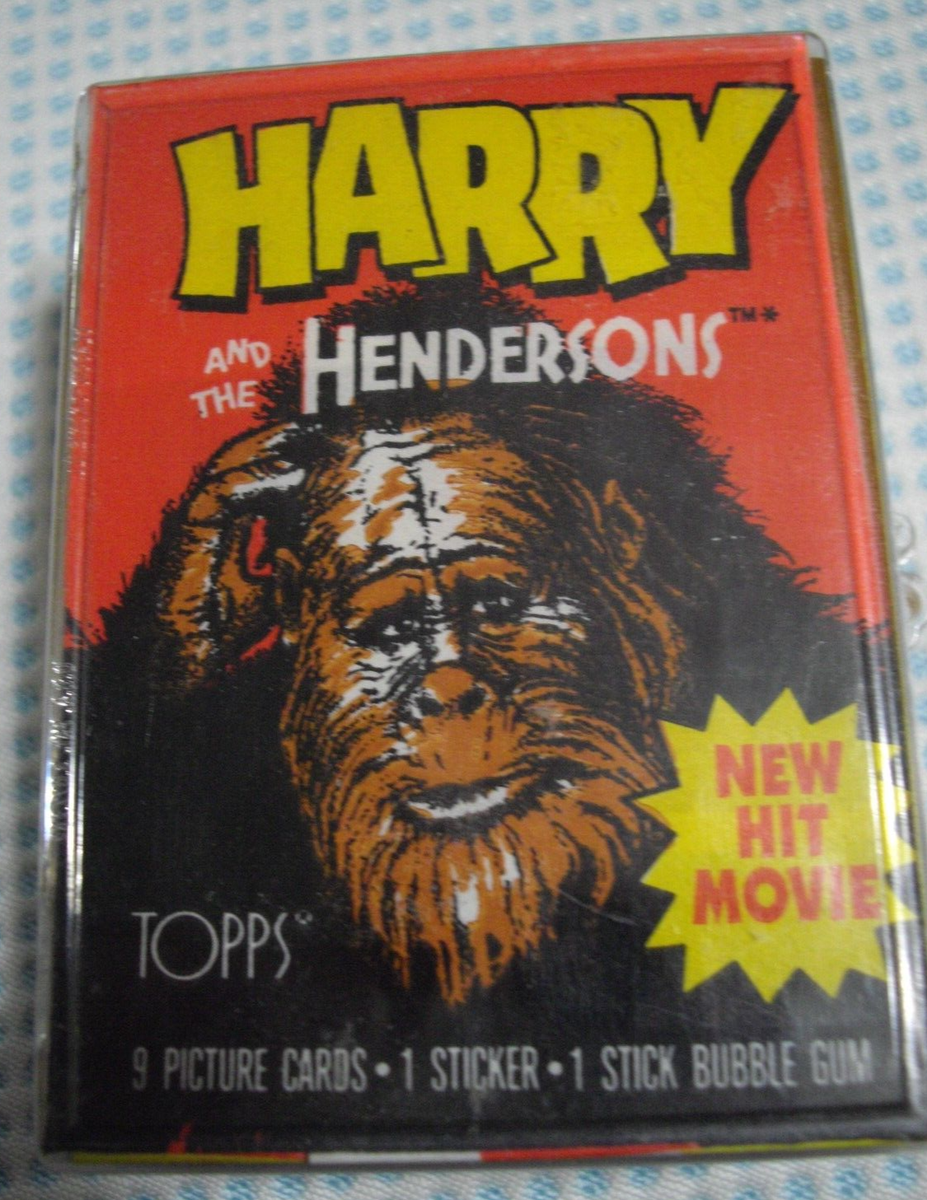 HARRY
AND THE HENDERSONS™*
NEW
HIT
MOVIE
TOPPS®
9 PICTURE CARDS • 1 STICKER • 1 STICK BUBBLE GUM